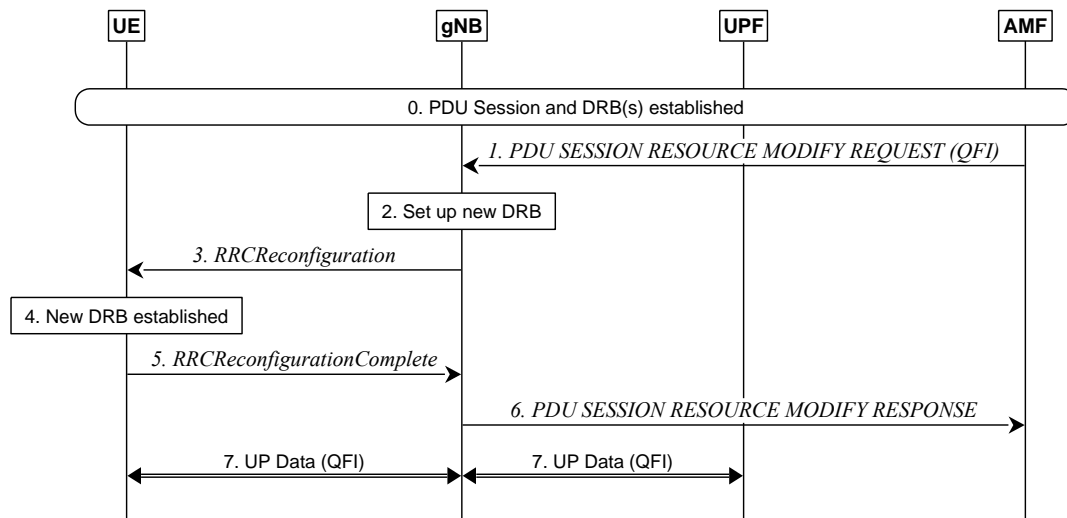 UE gNB UPF AMF
0. PDU Session and DRB(s) established
1. PDU SESSION RESOURCE MODIFY REQUEST (QFI)
2. Set up new DRB
3. RRCReconfiguration
4. New DRB established
5. RRCReconfigurationComplete
6. PDU SESSION RESOURCE MODIFY RESPONSE
7. UP Data (QFI) 7. UP Data (QFI)